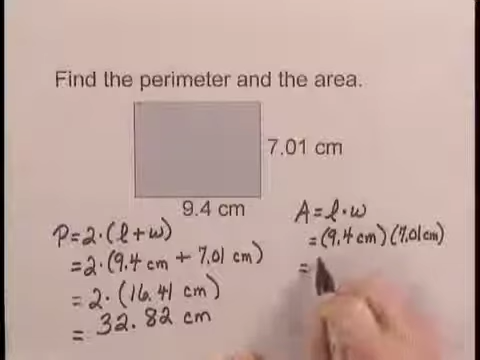 Find the perimeter and the area.
7.01 cm
9.4 cm
P=2·(l+w)
=2·(9.4 cm + 7.01 cm)
=2·(16.41 cm)
= 32.82 cm
A=l·w
=(9.4 cm)(7.01 cm)
=